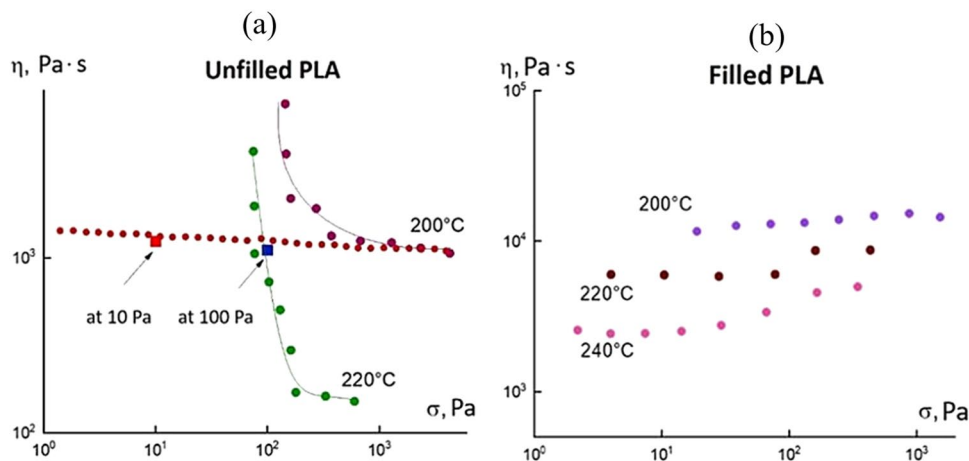 (a)
η, Pa · s
Unfilled PLA
200°C
10³
at 10 Pa
at 100 Pa
220°C
σ, Pa
10²
10⁰
10¹
10²
10³
(b)
η, Pa·s
Filled PLA
10⁵
200°C
10⁴
220°C
240°C
10³
σ, Pa
10⁰
10¹
10²
10³